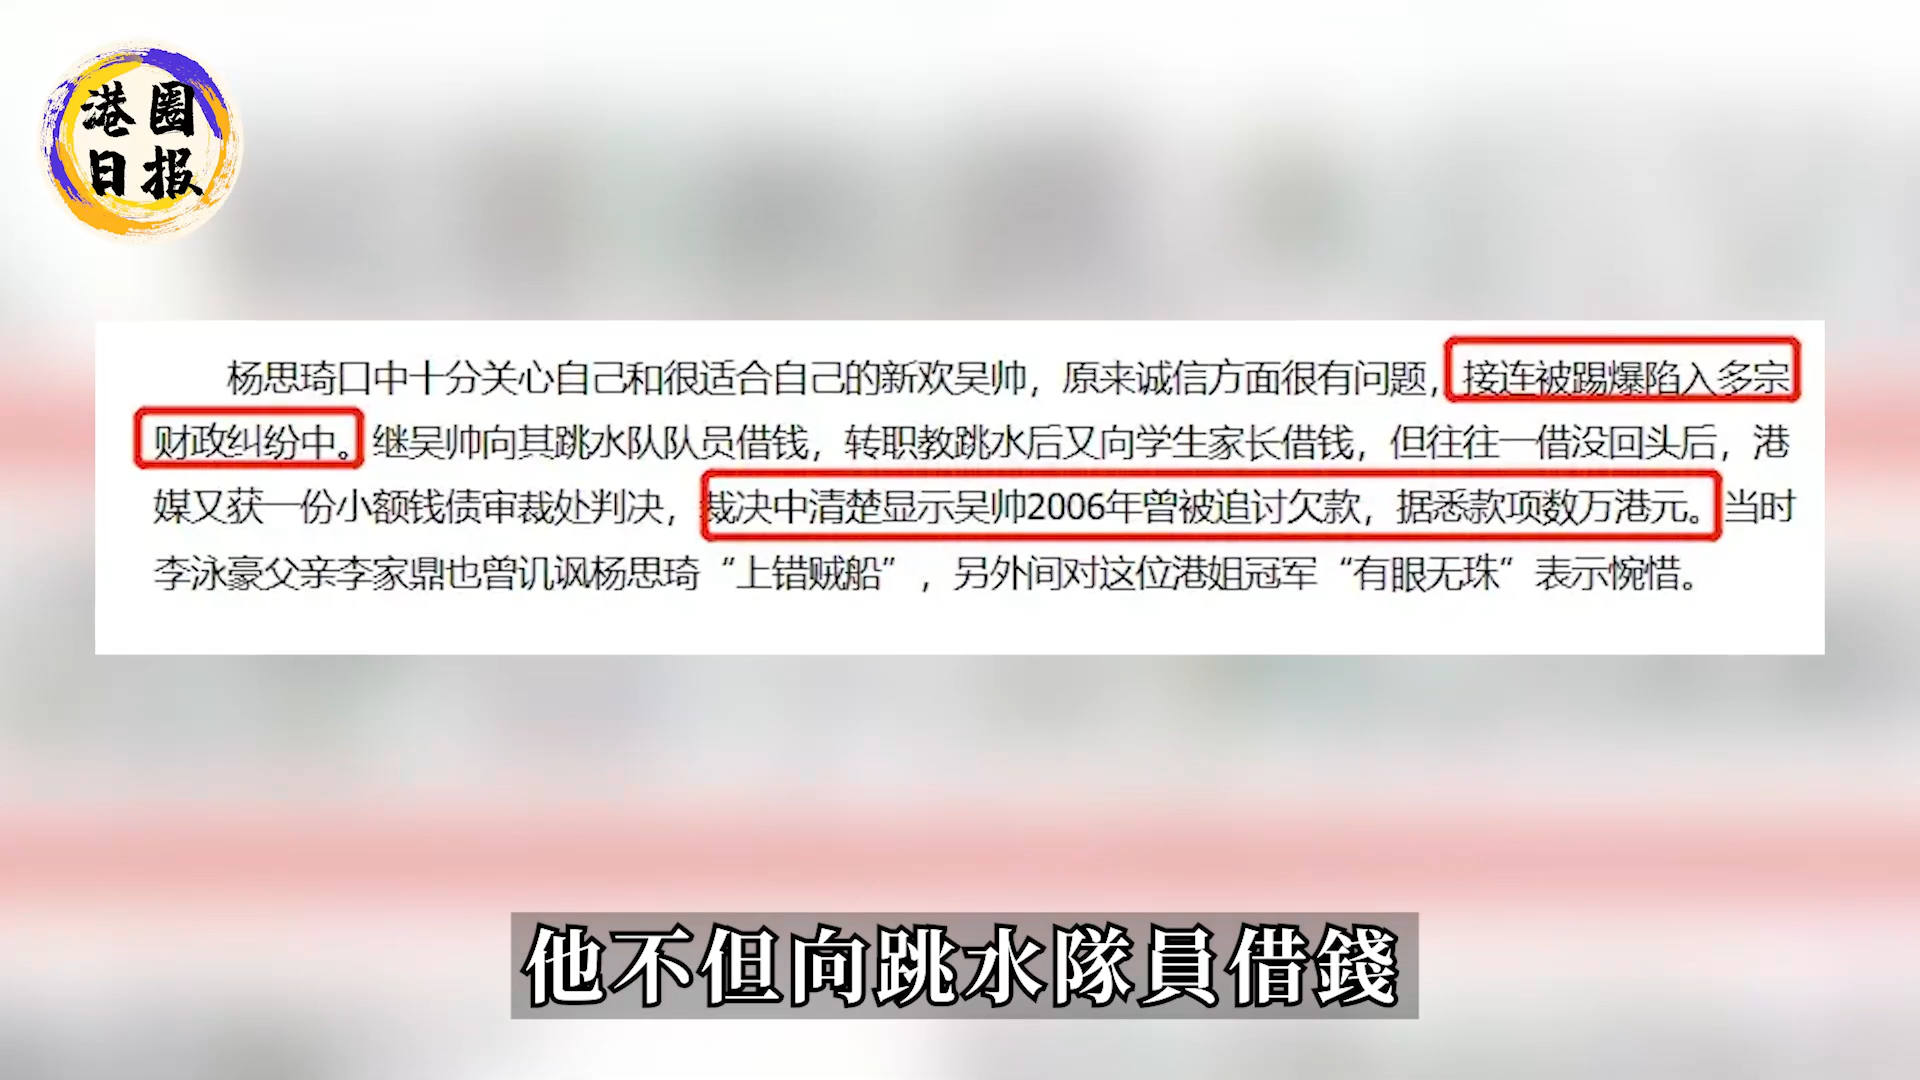 港圈
日报
杨思琦口中十分关心自己和很适合自己的新欢吴帅，原来诚信方面很有问题，接连被踢爆陷入多宗
财政纠纷中。继吴帅向其跳水队队员借钱，转职教跳水后又向学生家长借钱，但往往一借没回头后，港
媒又获一份小额钱债审裁处判决，裁决中清楚显示吴帅2006年曾被追讨欠款，据悉款项数万港元。当时
李泳豪父亲李家鼎也曾讥讽杨思琦“上错贼船”，另外间对这位港姐冠军“有眼无珠”表示惋惜。
他不但向跳水隊員借錢